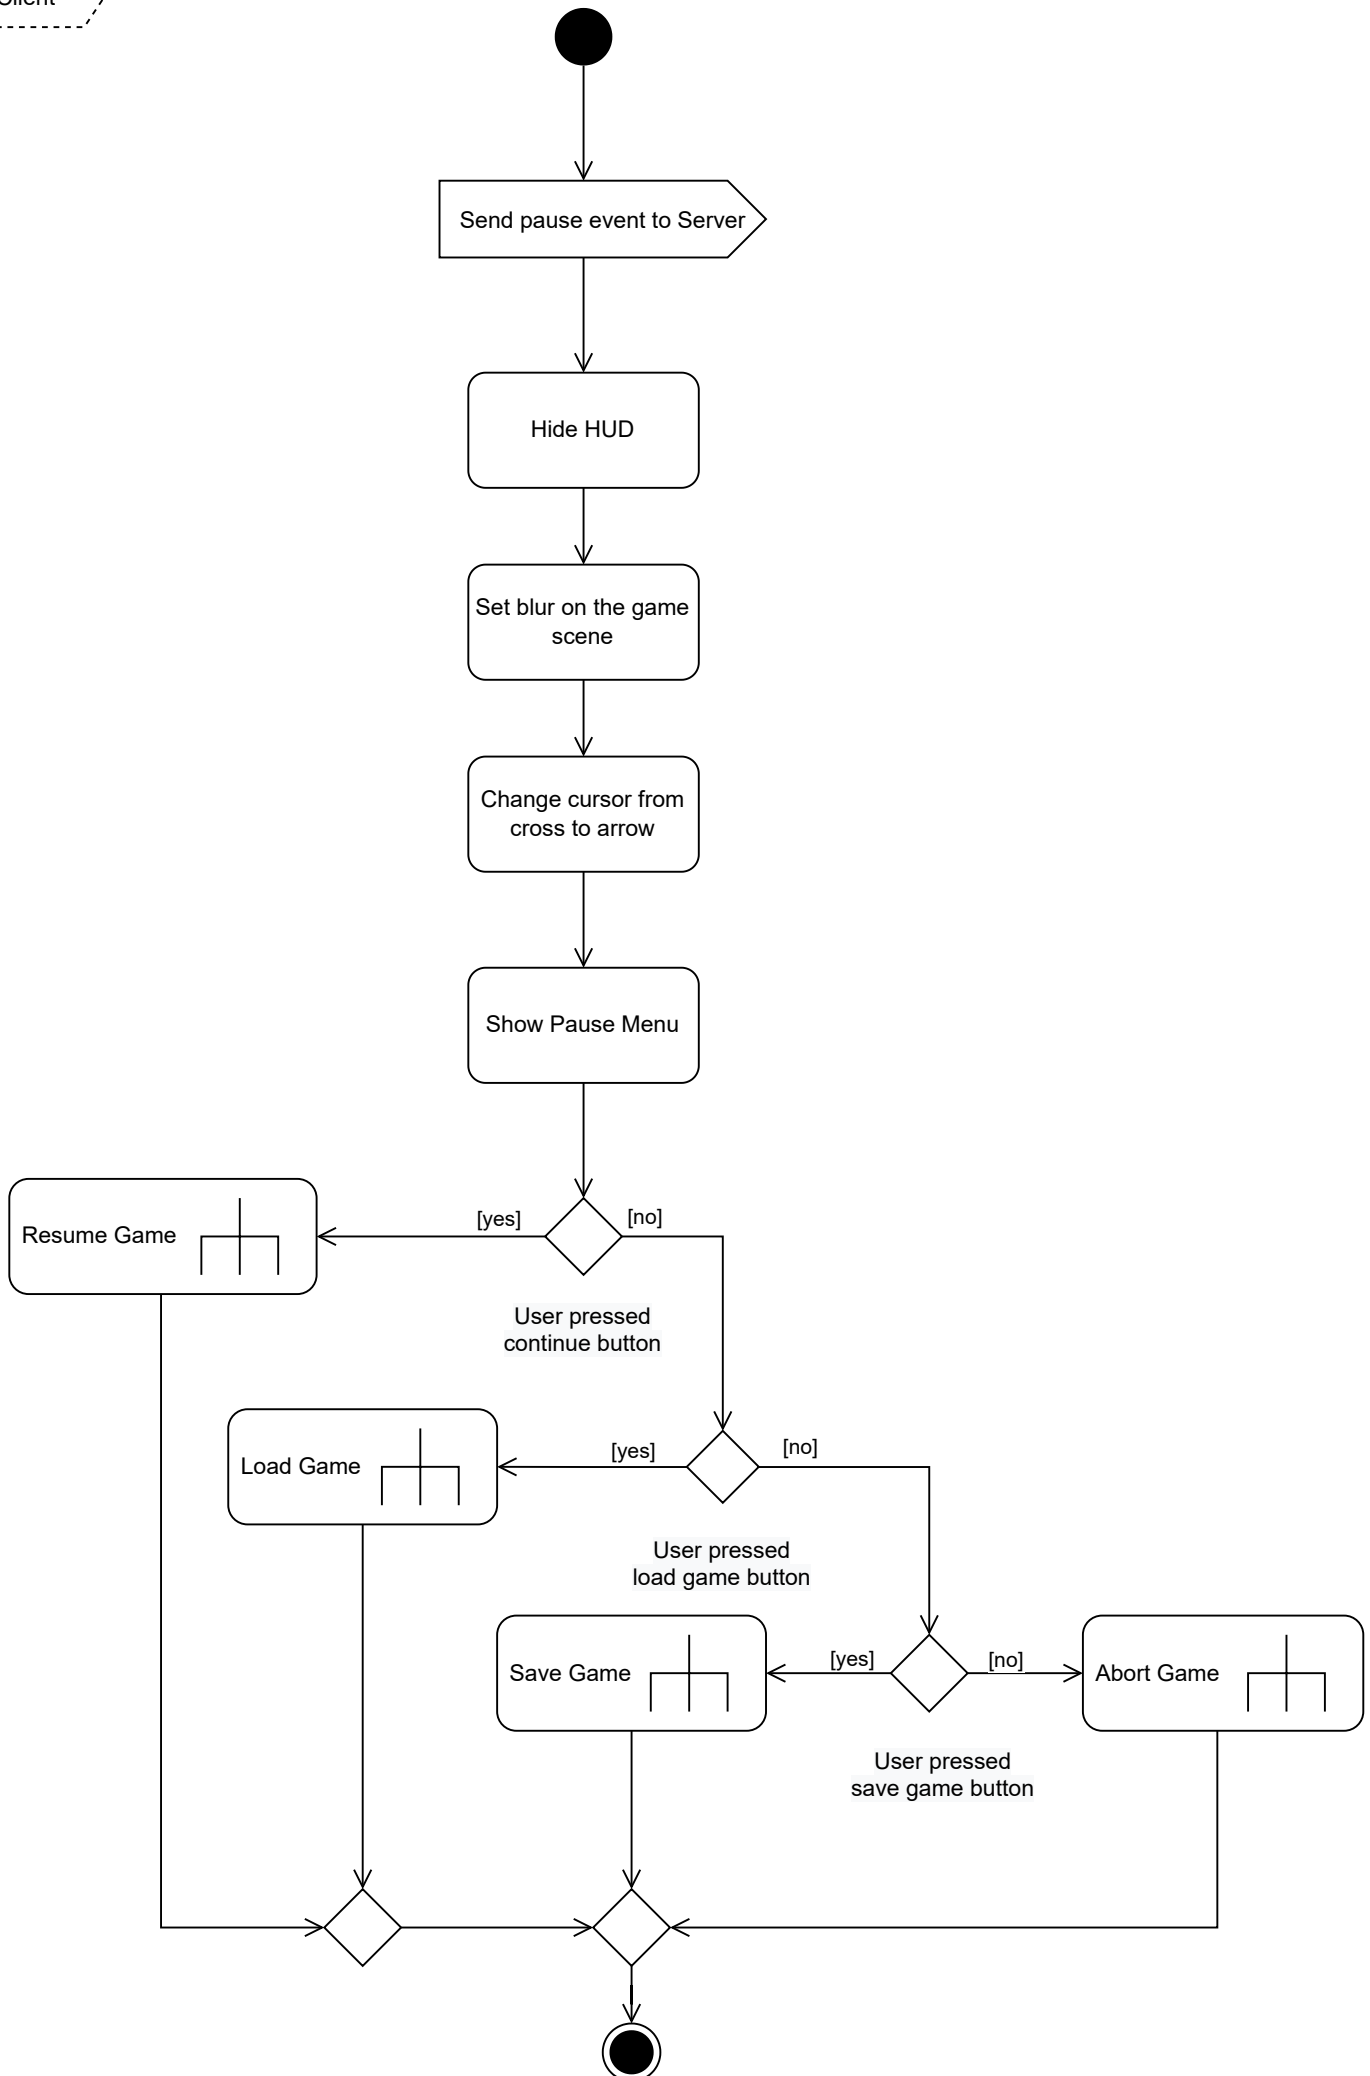 Client
Send pause event to Server
Hide HUD
Set blur on the game
scene
Change cursor from
cross to arrow
Show Pause Menu
Resume Game
[yes]
[no]
User pressed
continue button
Load Game
[yes]
[no]
User pressed
load game button
Save Game
[yes]
[no]
Abort Game
User pressed
save game button